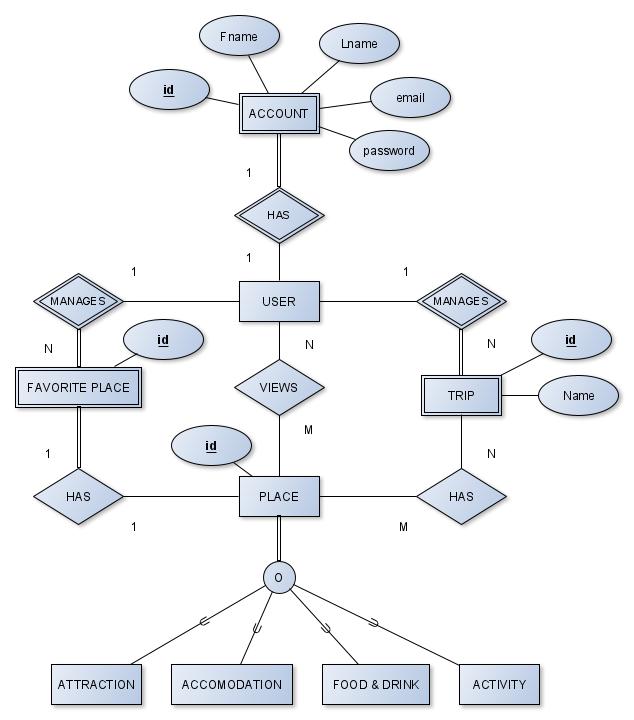 Fname
Lname
id
email
ACCOUNT
password
1
HAS
1
1
1
MANAGES
USER
MANAGES
N
id
N
N
id
FAVORITE PLACE
VIEWS
TRIP
Name
id
M
1
N
HAS
PLACE
HAS
1
M
O
ATTRACTION
ACCOMODATION
FOOD & DRINK
ACTIVITY